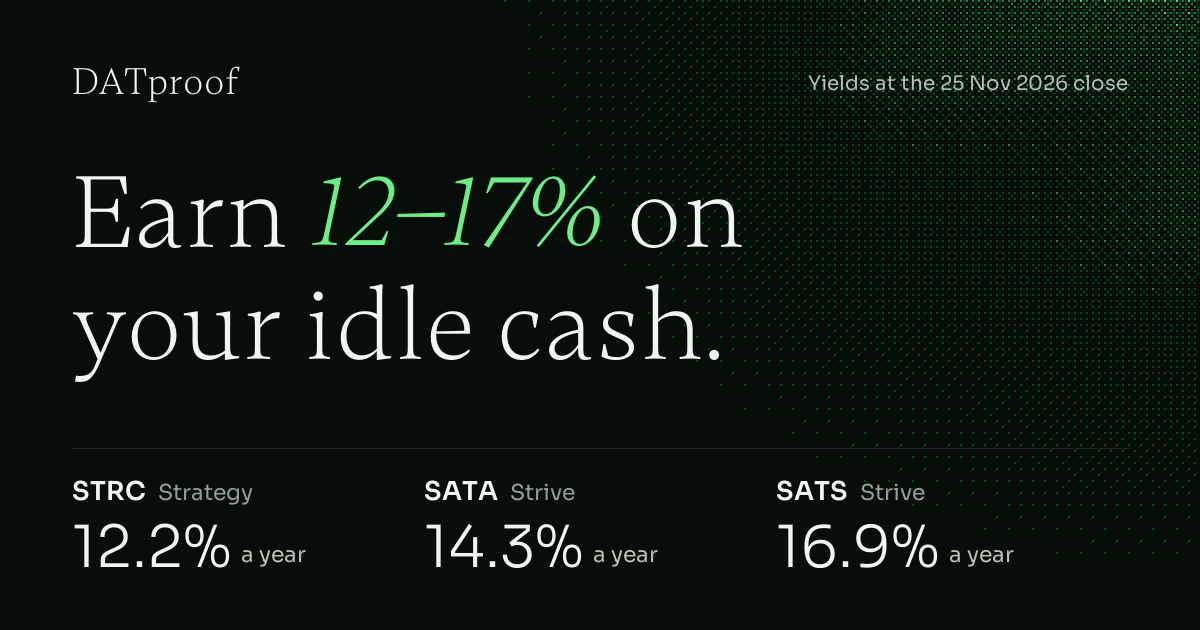 DATproof
Yields at the 25 Nov 2026 close
Earn 12–17% on
your idle cash.
STRC Strategy
12.2% a year
SATA Strive
14.3% a year
SATS Strive
16.9% a year